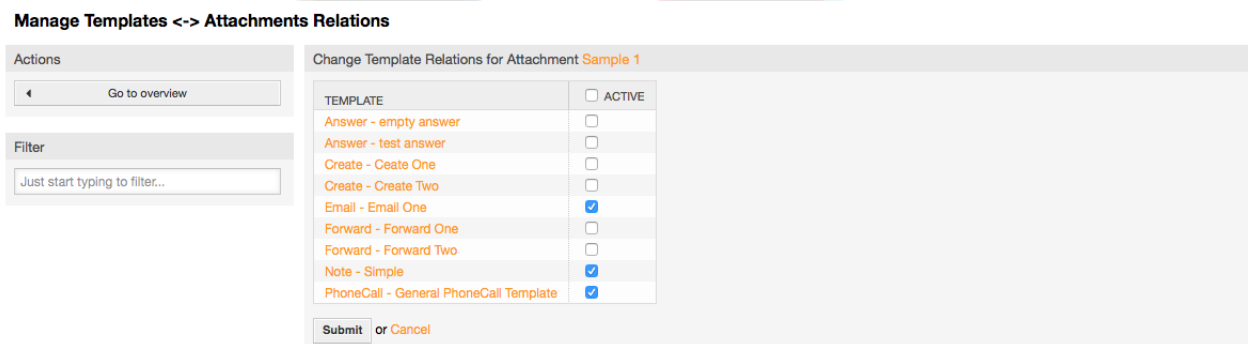 Manage Templates <-> Attachments Relations
Actions
Go to overview
Filter
Just start typing to filter...
Change Template Relations for Attachment Sample 1
TEMPLATE ACTIVE
Answer - empty answer
Answer - test answer
Create - Ceate One
Create - Create Two
Email - Email One
Forward - Forward One
Forward - Forward Two
Note - Simple
PhoneCall - General PhoneCall Template
Submit or Cancel